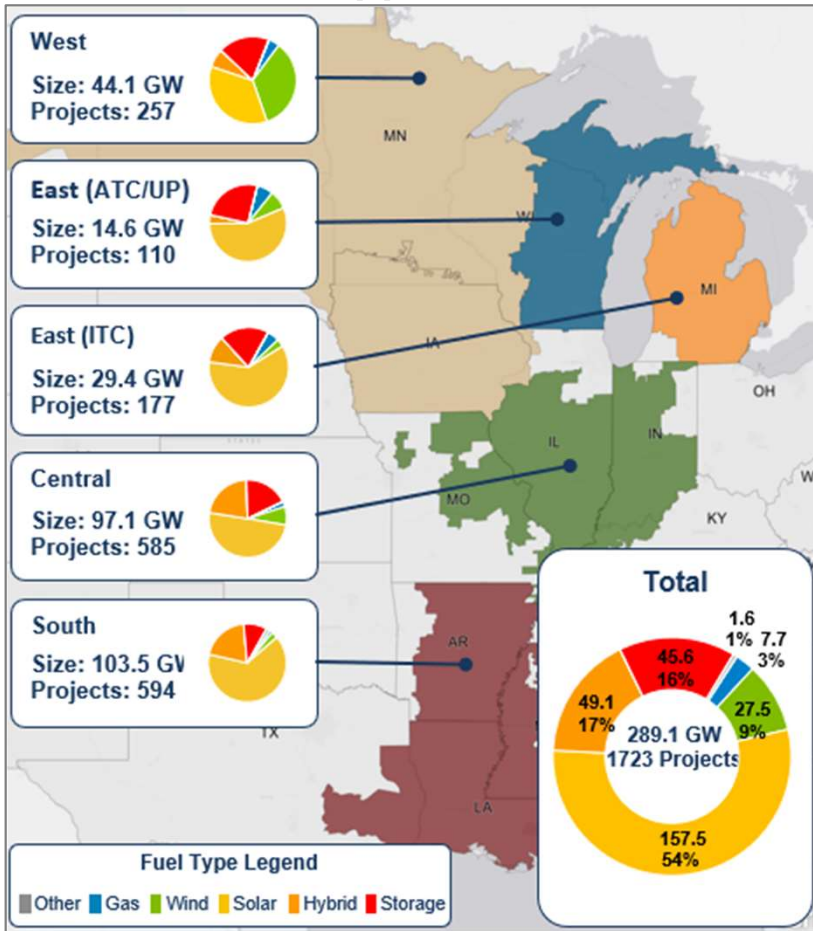 West
Size: 44.1 GW
Projects: 257
East (ATC/UP)
Size: 14.6 GW
Projects: 110
East (ITC)
Size: 29.4 GW
Projects: 177
Central
Size: 97.1 GW
Projects: 585
South
Size: 103.5 GW
Projects: 594
MN
WI
MI
IA
OH
IL
IN
MO
KY
AR
TX
LA
Total
1.6
1%
7.7
3%
45.6
16%
49.1
17%
27.5
9%
289.1 GW
1723 Projects
157.5
54%
Fuel Type Legend
Other Gas Wind Solar Hybrid Storage